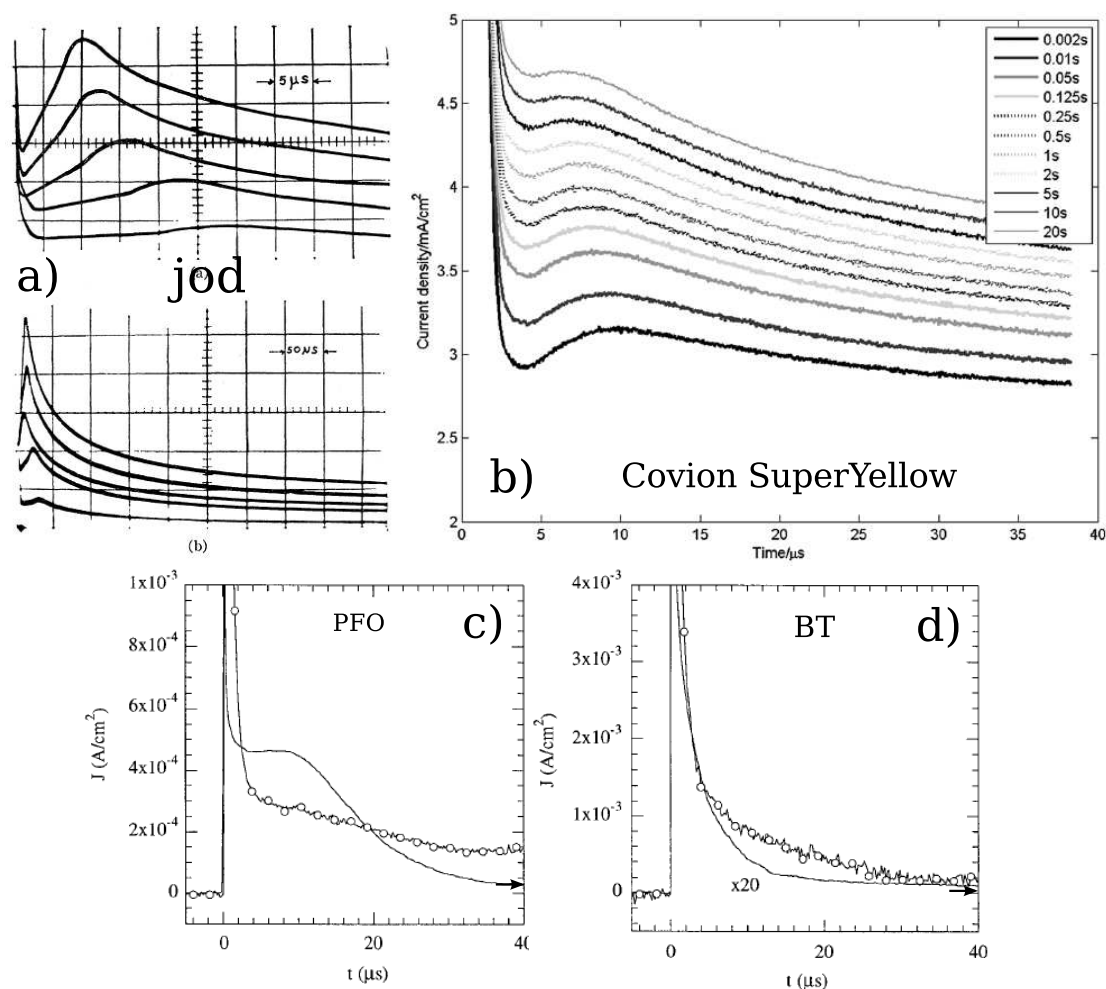 5 µs
(a)
a)
jod
50 µs
(b)
5
4.5
4
3.5
3
2.5
2
Current density/mA/cm²
0 5 10 15 20 25 30 35 40
Time/µs
0.002s
0.01s
0.05s
0.125s
0.25s
0.5s
1s
2s
5s
10s
20s
b)
Covion SuperYellow
1x10⁻³
8x10⁻⁴
6x10⁻⁴
4x10⁻⁴
2x10⁻⁴
0
J (A/cm²)
PFO
c)
0 20 40
t (µs)
4x10⁻³
3x10⁻³
2x10⁻³
1x10⁻³
0
J (A/cm²)
BT
d)
x20
0 20 40
t (µs)